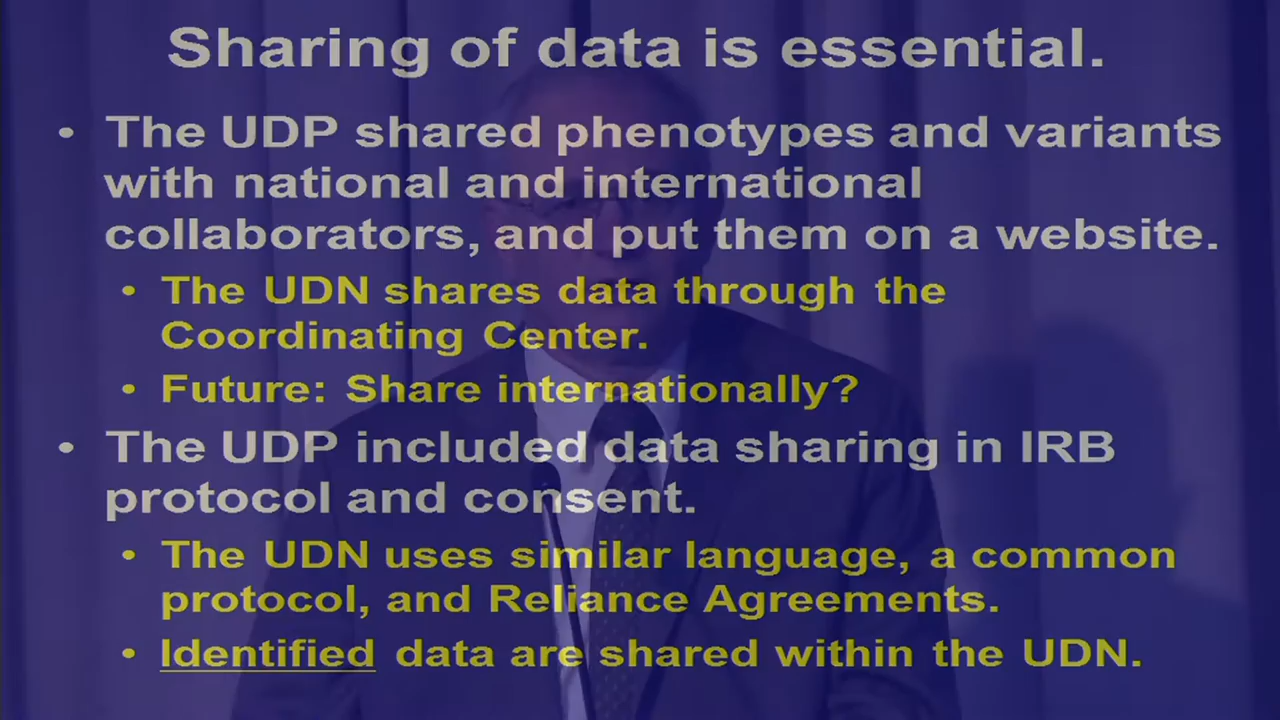 Sharing of data is essential.
• The UDP shared phenotypes and variants
with national and international
collaborators, and put them on a website.
• The UDN shares data through the
Coordinating Center.
• Future: Share internationally?
• The UDP included data sharing in IRB
protocol and consent.
• The UDN uses similar language, a common
protocol, and Reliance Agreements.
• Identified data are shared within the UDN.